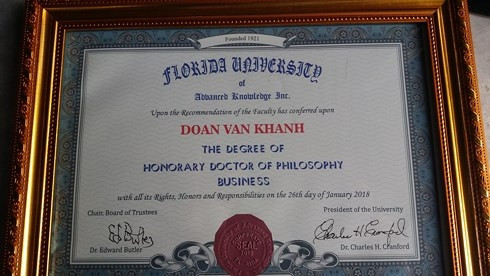 Founded 1921
FLORIDA UNIVERSITY
of
Advanced Knowledge Inc.
Upon the Recommendation of the Faculty has conferred upon
DOAN VAN KHANH
THE DEGREE OF
HONORARY DOCTOR OF PHILOSOPHY
BUSINESS
with all its Rights, Honors and Responsibilities on the 26th day of January 2018
Chair. Board of Trustees
President of the University
SEAL
Dr. Edward Butler
Dr. Charles H. Cranford